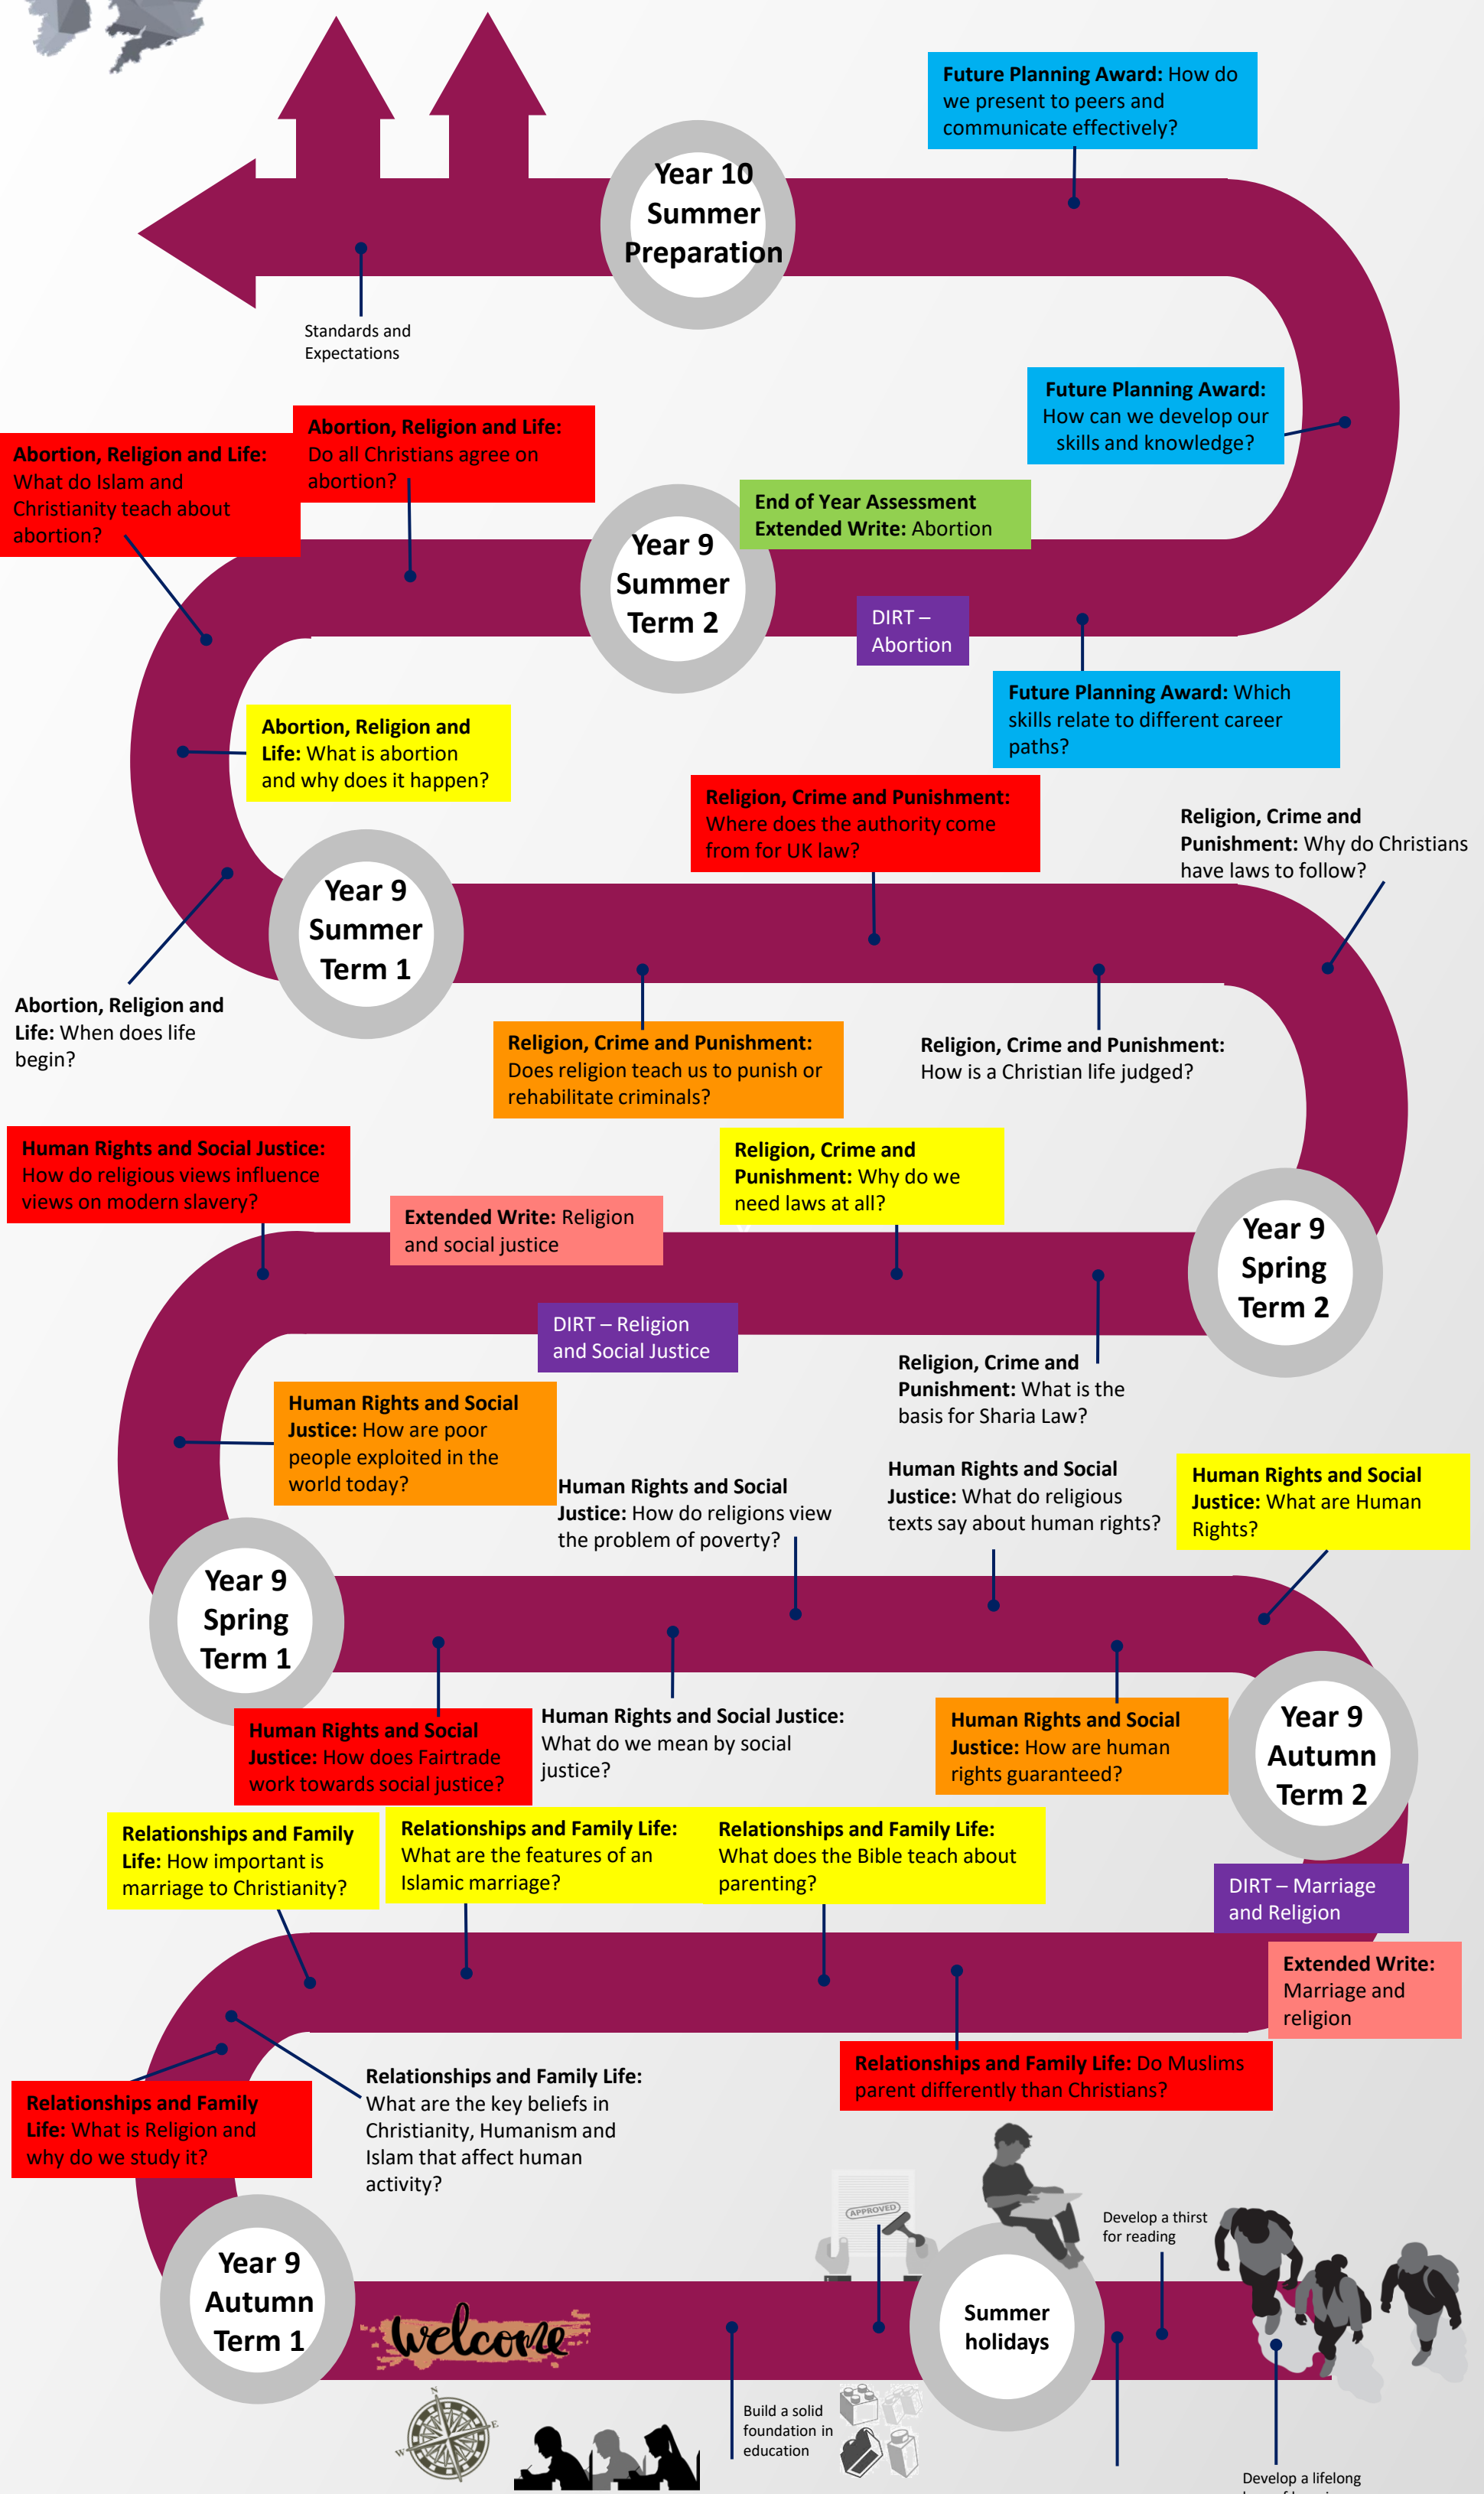 Future Planning Award: How do
we present to peers and
communicate effectively?
Year 10
Summer
Preparation
Standards and
Expectations
Future Planning Award:
How can we develop our
skills and knowledge?
Abortion, Religion and Life:
Do all Christians agree on
abortion?
Abortion, Religion and Life:
What do Islam and
Christianity teach about
abortion?
End of Year Assessment
Extended Write: Abortion
Year 9
Summer
Term 2
DIRT –
Abortion
Future Planning Award: Which
skills relate to different career
paths?
Abortion, Religion and
Life: What is abortion
and why does it happen?
Religion, Crime and Punishment:
Where does the authority come
from for UK law?
Religion, Crime and
Punishment: Why do Christians
have laws to follow?
Year 9
Summer
Term 1
Abortion, Religion and
Life: When does life
begin?
Religion, Crime and Punishment:
Does religion teach us to punish or
rehabilitate criminals?
Religion, Crime and Punishment:
How is a Christian life judged?
Human Rights and Social Justice:
How do religious views influence
views on modern slavery?
Extended Write: Religion
and social justice
Religion, Crime and
Punishment: Why do we
need laws at all?
Year 9
Spring
Term 2
DIRT – Religion
and Social Justice
Religion, Crime and
Punishment: What is the
basis for Sharia Law?
Human Rights and Social
Justice: How are poor
people exploited in the
world today?
Human Rights and Social
Justice: How do religions view
the problem of poverty?
Human Rights and Social
Justice: What do religious
texts say about human rights?
Human Rights and Social
Justice: What are Human
Rights?
Year 9
Spring
Term 1
Human Rights and Social
Justice: How does Fairtrade
work towards social justice?
Human Rights and Social Justice:
What do we mean by social
justice?
Human Rights and Social
Justice: How are human
rights guaranteed?
Year 9
Autumn
Term 2
Relationships and Family
Life: How important is
marriage to Christianity?
Relationships and Family Life:
What are the features of an
Islamic marriage?
Relationships and Family Life:
What does the Bible teach about
parenting?
DIRT – Marriage
and Religion
Extended Write:
Marriage and
religion
Relationships and Family Life: Do Muslims
parent differently than Christians?
Relationships and Family
Life: What is Religion and
why do we study it?
Relationships and Family Life:
What are the key beliefs in
Christianity, Humanism and
Islam that affect human
activity?
APPROVED
Develop a thirst
for reading
Year 9
Autumn
Term 1
welcome
Summer
holidays
N
E
W
Build a solid
foundation in
education
Develop a lifelong